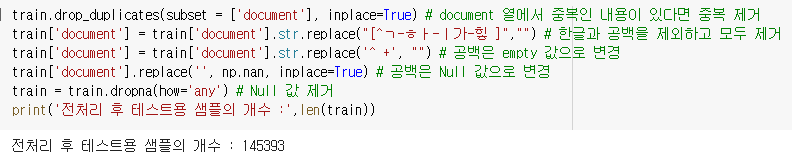 train.drop_duplicates(subset = ['document'], inplace=True) # document 열에서 중복인 내용이 있다면 중복 제거
train['document'] = train['document'].str.replace("[^ㄱ-ㅎㅏ-ㅣ가-힣 ]","") # 한글과 공백을 제외하고 모두 제거
train['document'] = train['document'].str.replace('^ +', "") # 공백은 empty 값으로 변경
train['document'].replace('', np.nan, inplace=True) # 공백은 Null 값으로 변경
train = train.dropna(how='any') # Null 값 제거
print('전처리 후 테스트용 샘플의 개수 :',len(train))
전처리 후 테스트용 샘플의 개수 : 145393